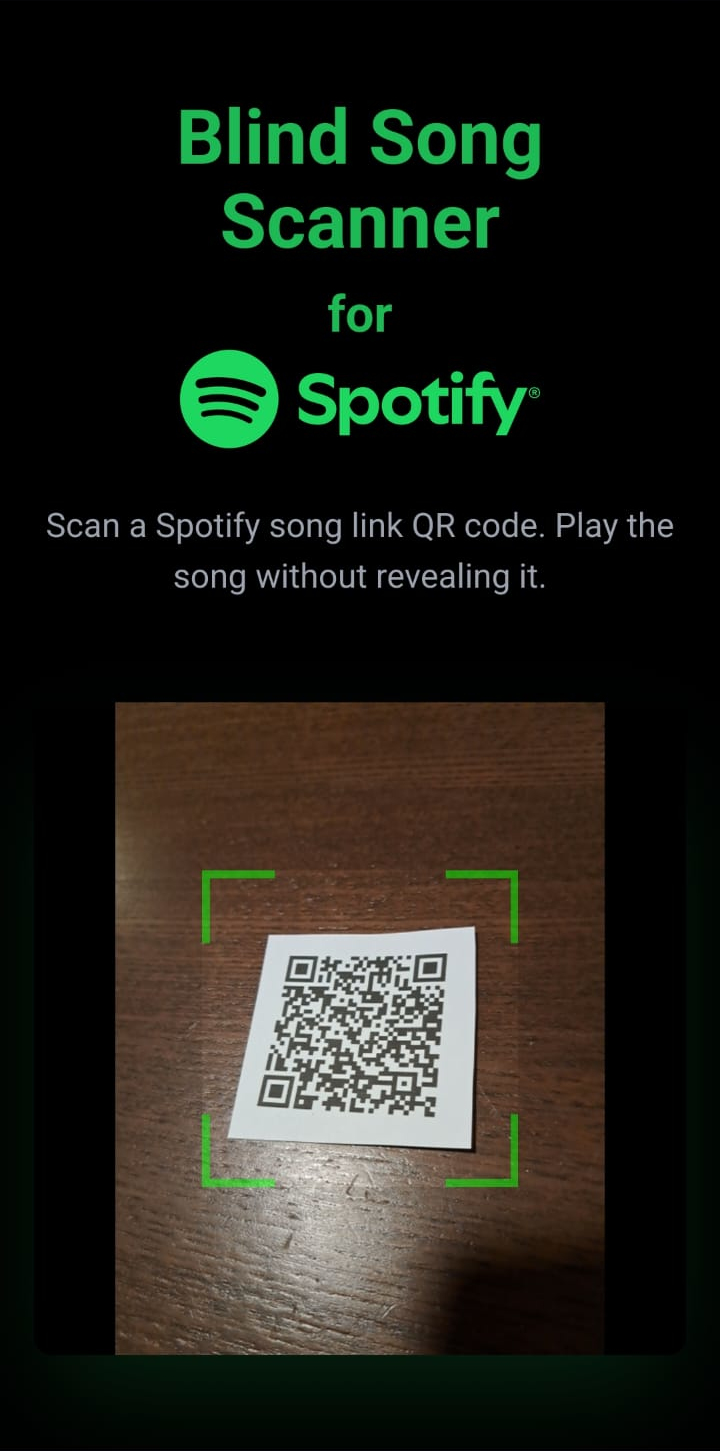 Blind Song
Scanner
for
Spotify®
Scan a Spotify song link QR code. Play the
song without revealing it.